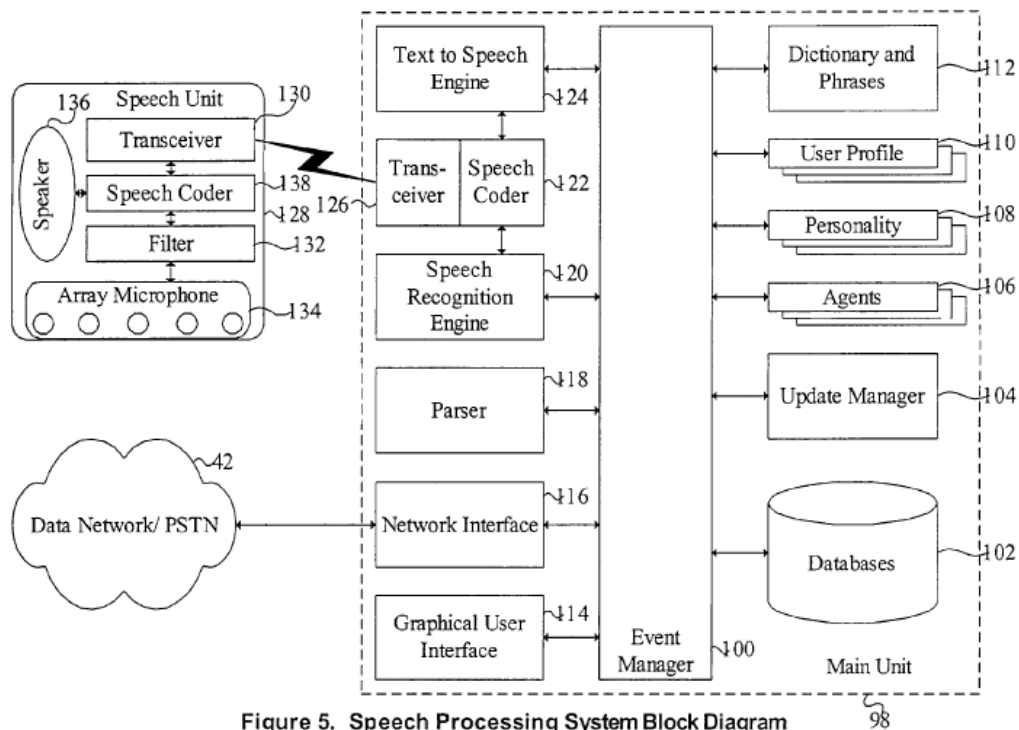 Speech Unit
136
130
Transceiver
Speaker
Speech Coder
138
128
Filter
132
Array Microphone
134
42
Data Network/ PSTN
Text to Speech
Engine
124
Trans-
ceiver
126
Speech
Coder
122
Speech
Recognition
Engine
120
Parser
118
Network Interface
116
Graphical User
Interface
114
Event
Manager
100
Dictionary and
Phrases
112
User Profile
110
Personality
108
Agents
106
Update Manager
104
Databases
102
Main Unit
98
Figure 5. Speech Processing System Block Diagram